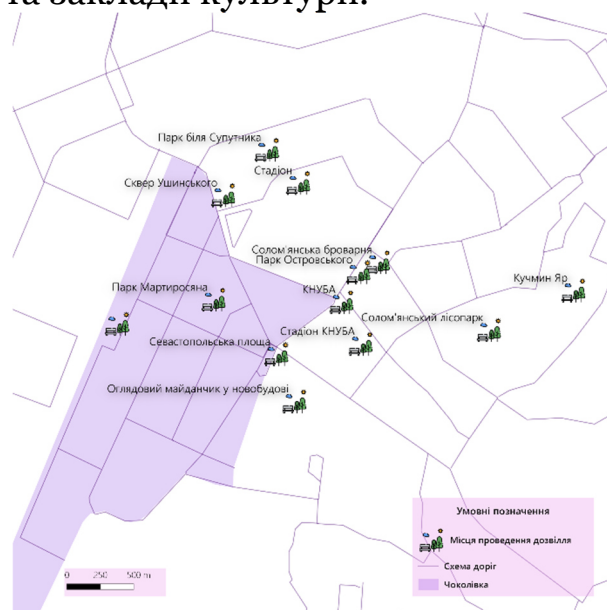 та заклади культури.
Парк біля Супутника
Стадіон
Сквер Ушинського
Солом'янська броварня
Парк Островського
Кучмин Яр
Парк Мартиросяна
КНУБА
Солом'янський лісопарк
Стадіон КНУБА
Севастопольська площа
Оглядовий майданчик у новобудові
Умовні позначення
Місця проведення дозвілля
Схема доріг
Чоколівка
0 250 500 m